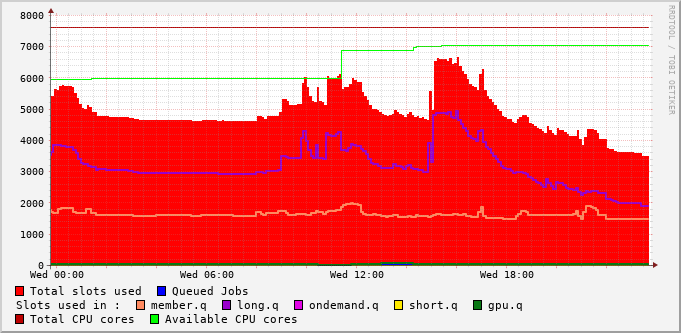 RRDTOOL / TOBI OETIKER
8000
7000
6000
5000
4000
3000
2000
1000
0
Wed 00:00 Wed 06:00 Wed 12:00 Wed 18:00
Total slots used Queued Jobs
Slots used in : member.q long.q ondemand.q short.q gpu.q
Total CPU cores Available CPU cores